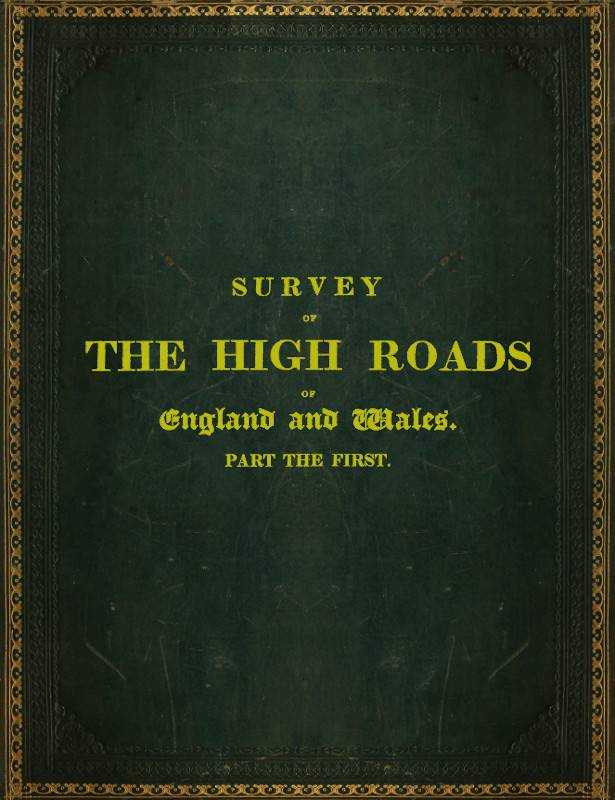 SURVEY
OF
THE HIGH ROADS
OF
England and Wales.
PART THE FIRST.